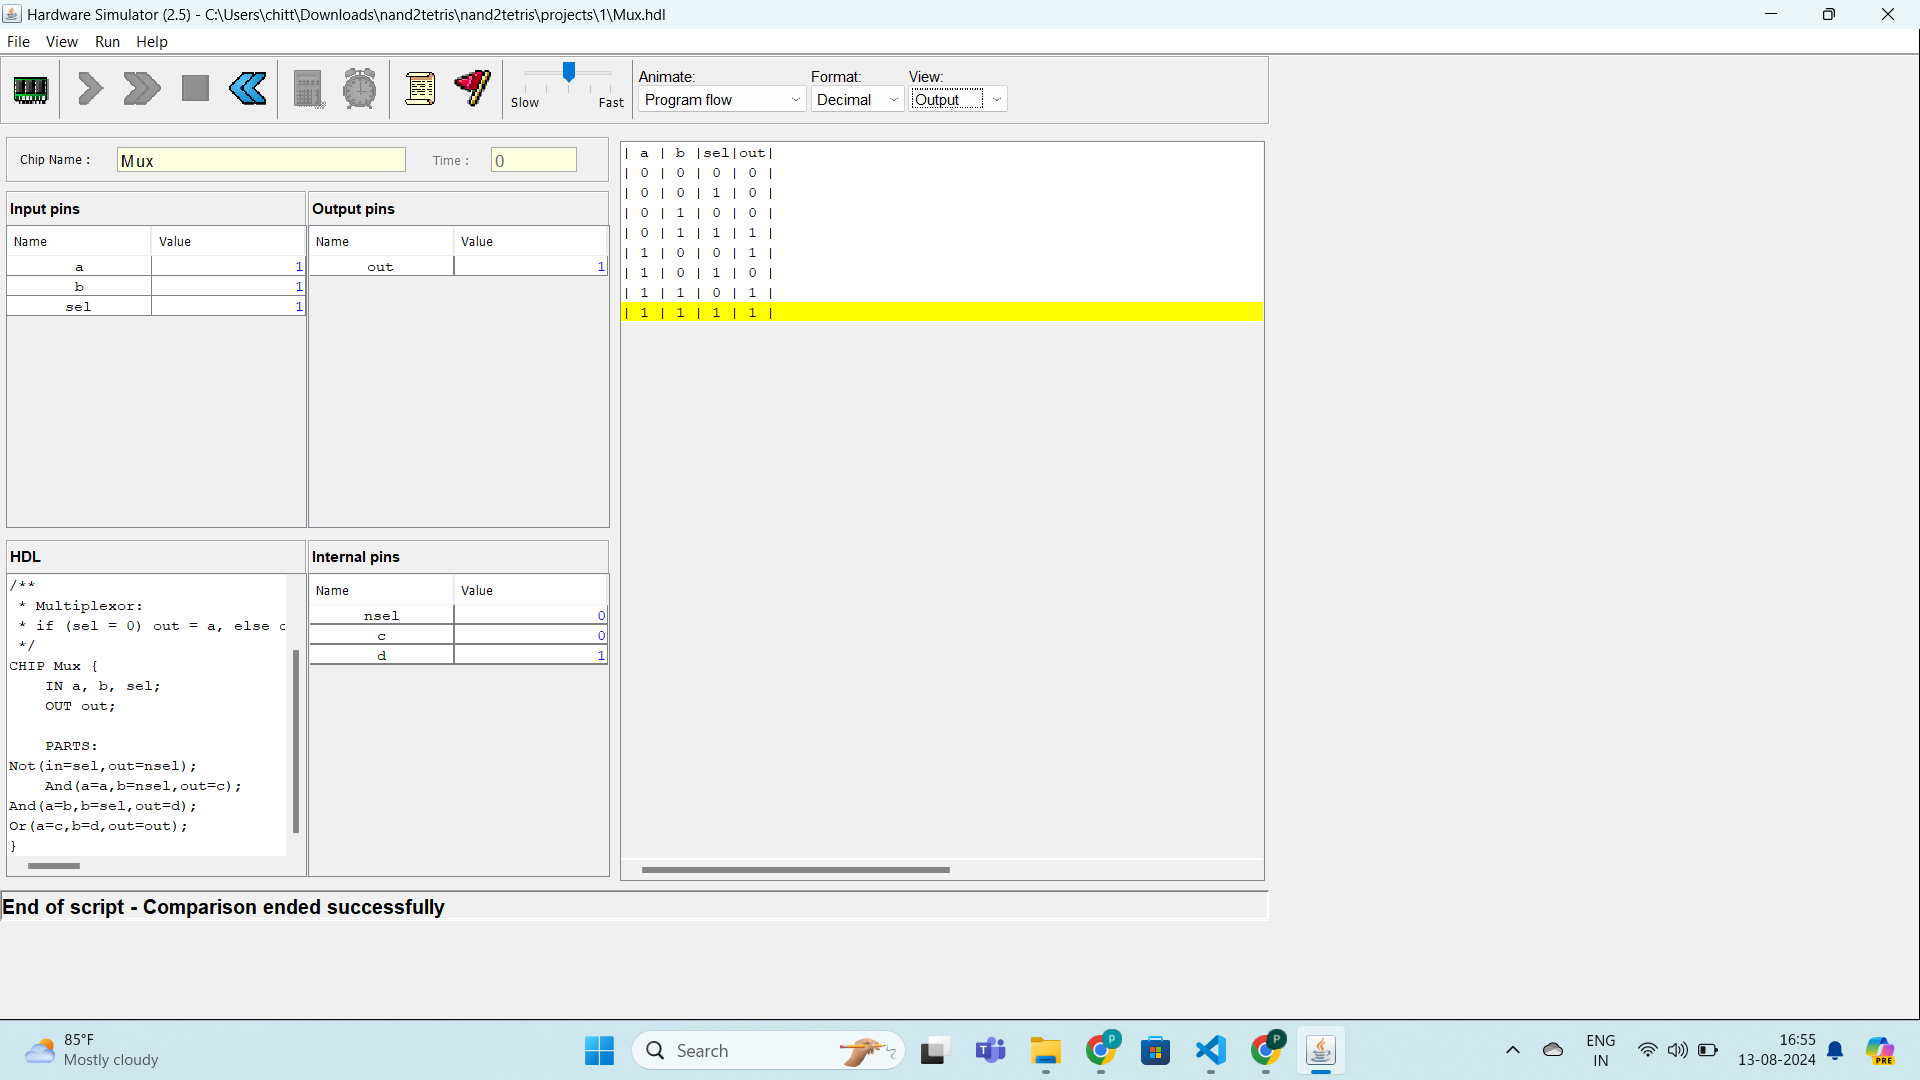 Hardware Simulator (2.5) - C:\Users\chitt\Downloads\nand2tetris\nand2tetris\projects\1\Mux.hdl
File View Run Help
Slow Fast
Animate: Format: View:
Program flow Decimal Output
Chip Name : Mux Time : 0
Input pins
Name Value
a 1
b 1
sel 1
Output pins
Name Value
out 1
HDL
/**
* Multiplexor:
* if (sel = 0) out = a, else
*/
CHIP Mux {
IN a, b, sel;
OUT out;
PARTS:
Not(in=sel,out=nsel);
And(a=a,b=nsel,out=c);
And(a=b,b=sel,out=d);
Or(a=c,b=d,out=out);
}
Internal pins
Name Value
nsel 0
c 0
d 1
| a | b |sel|out|
| 0 | 0 | 0 | 0 |
| 0 | 0 | 1 | 0 |
| 0 | 1 | 0 | 0 |
| 0 | 1 | 1 | 1 |
| 1 | 0 | 0 | 1 |
| 1 | 0 | 1 | 0 |
| 1 | 1 | 0 | 1 |
| 1 | 1 | 1 | 1 |
End of script - Comparison ended successfully
85°F
Mostly cloudy
Search
P
P
ENG
IN
16:55
13-08-2024
PRE